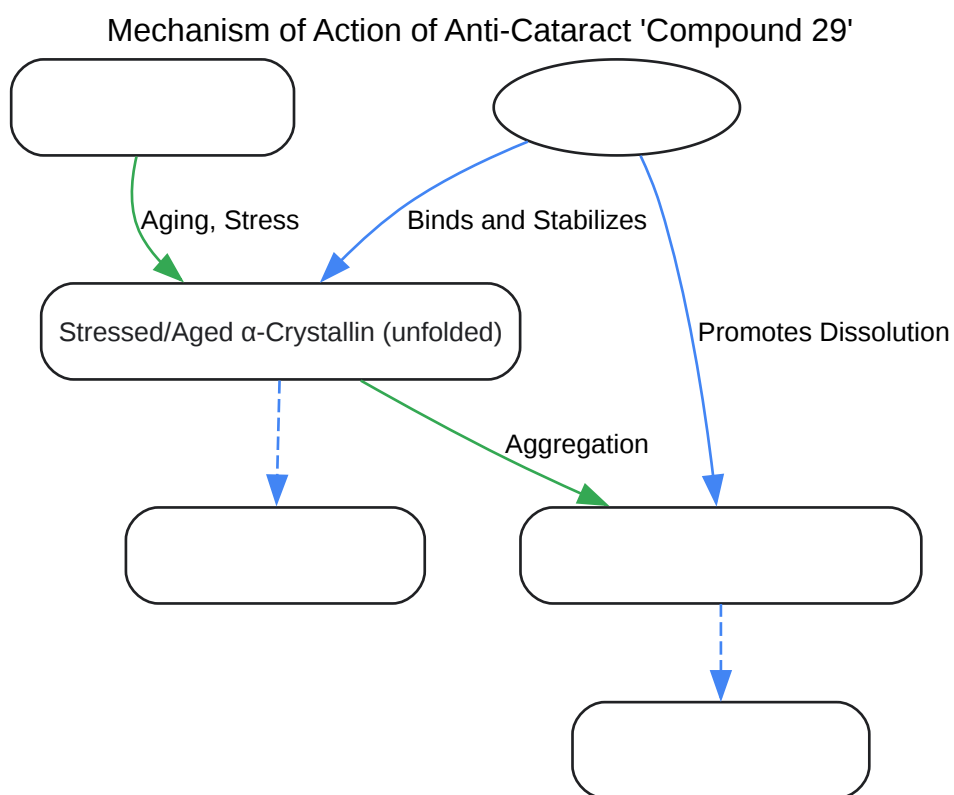 Mechanism of Action of Anti-Cataract 'Compound 29'
Aging, Stress
Binds and Stabilizes
Stressed/Aged α-Crystallin (unfolded)
Promotes Dissolution
Aggregation